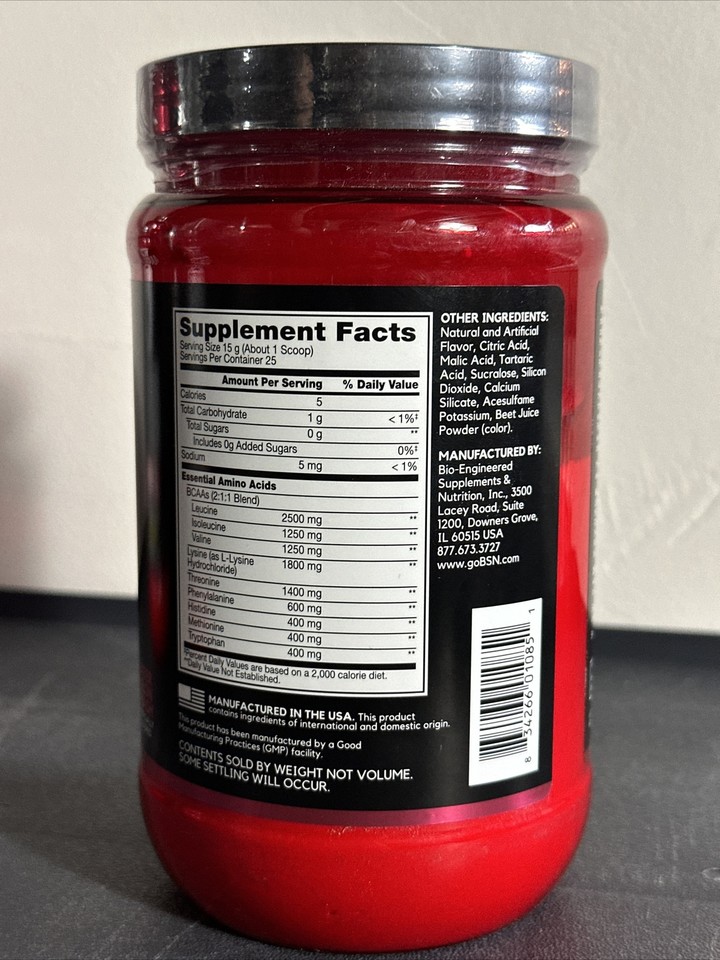 Supplement Facts
Serving Size 15 g (About 1 Scoop)
Servings Per Container 25
Amount Per Serving % Daily Value
Calories 5
Total Carbohydrate 1 g < 1%‡
Total Sugars 0 g **
Includes 0g Added Sugars 0%‡
Sodium 5 mg < 1%
Essential Amino Acids
BCAAs (2:1:1 Blend)
Leucine 2500 mg **
Isoleucine 1250 mg **
Valine 1250 mg **
Lysine (as L-Lysine
Hydrochloride) 1800 mg **
Threonine 1400 mg **
Phenylalanine 600 mg **
Histidine 400 mg **
Methionine 400 mg **
Tryptophan 400 mg **
‡Percent Daily Values are based on a 2,000 calorie diet.
**Daily Value Not Established.
MANUFACTURED IN THE USA. This product
contains ingredients of international and domestic origin.
This product has been manufactured by a Good
Manufacturing Practices (GMP) facility.
CONTENTS SOLD BY WEIGHT NOT VOLUME.
SOME SETTLING WILL OCCUR.
OTHER INGREDIENTS:
Natural and Artificial
Flavor, Citric Acid,
Malic Acid, Tartaric
Acid, Sucralose, Silicon
Dioxide, Calcium
Silicate, Acesulfame
Potassium, Beet Juice
Powder (color).
MANUFACTURED BY:
Bio-Engineered
Supplements &
Nutrition, Inc., 3500
Lacey Road, Suite
1200, Downers Grove,
IL 60515 USA
877.673.3727
www.goBSN.com
8 34266 01085 1